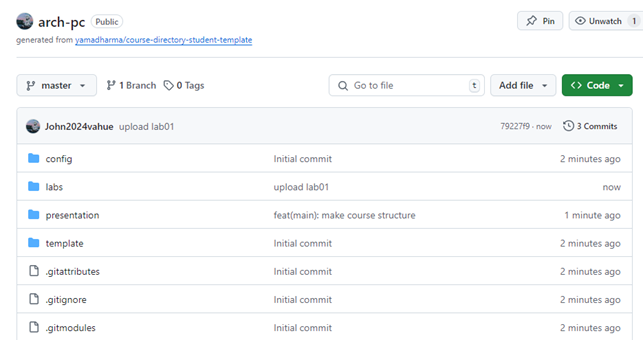 arch-pc Public Pin Unwatch 1
generated from yamadharma/course-directory-student-template
master 1 Branch 0 Tags Go to file t Add file Code
John2024vahue upload lab01 79227f9 · now 3 Commits
config Initial commit 2 minutes ago
labs upload lab01 now
presentation feat(main): make course structure 1 minute ago
template Initial commit 2 minutes ago
.gitattributes Initial commit 2 minutes ago
.gitignore Initial commit 2 minutes ago
.gitmodules Initial commit 2 minutes ago